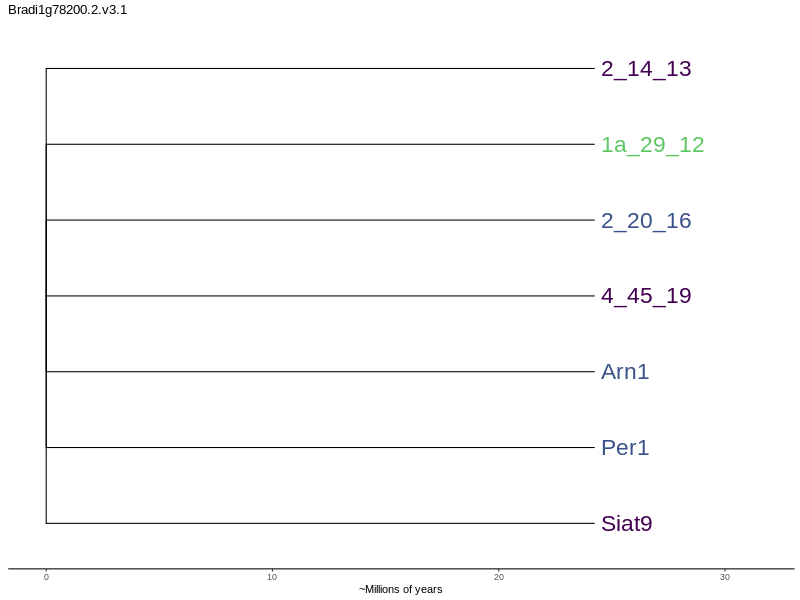 Bradi1g78200.2.v3.1
2_14_13
1a_29_12
2_20_16
4_45_19
Arn1
Per1
Siat9
0 10 20 30
~Millions of years